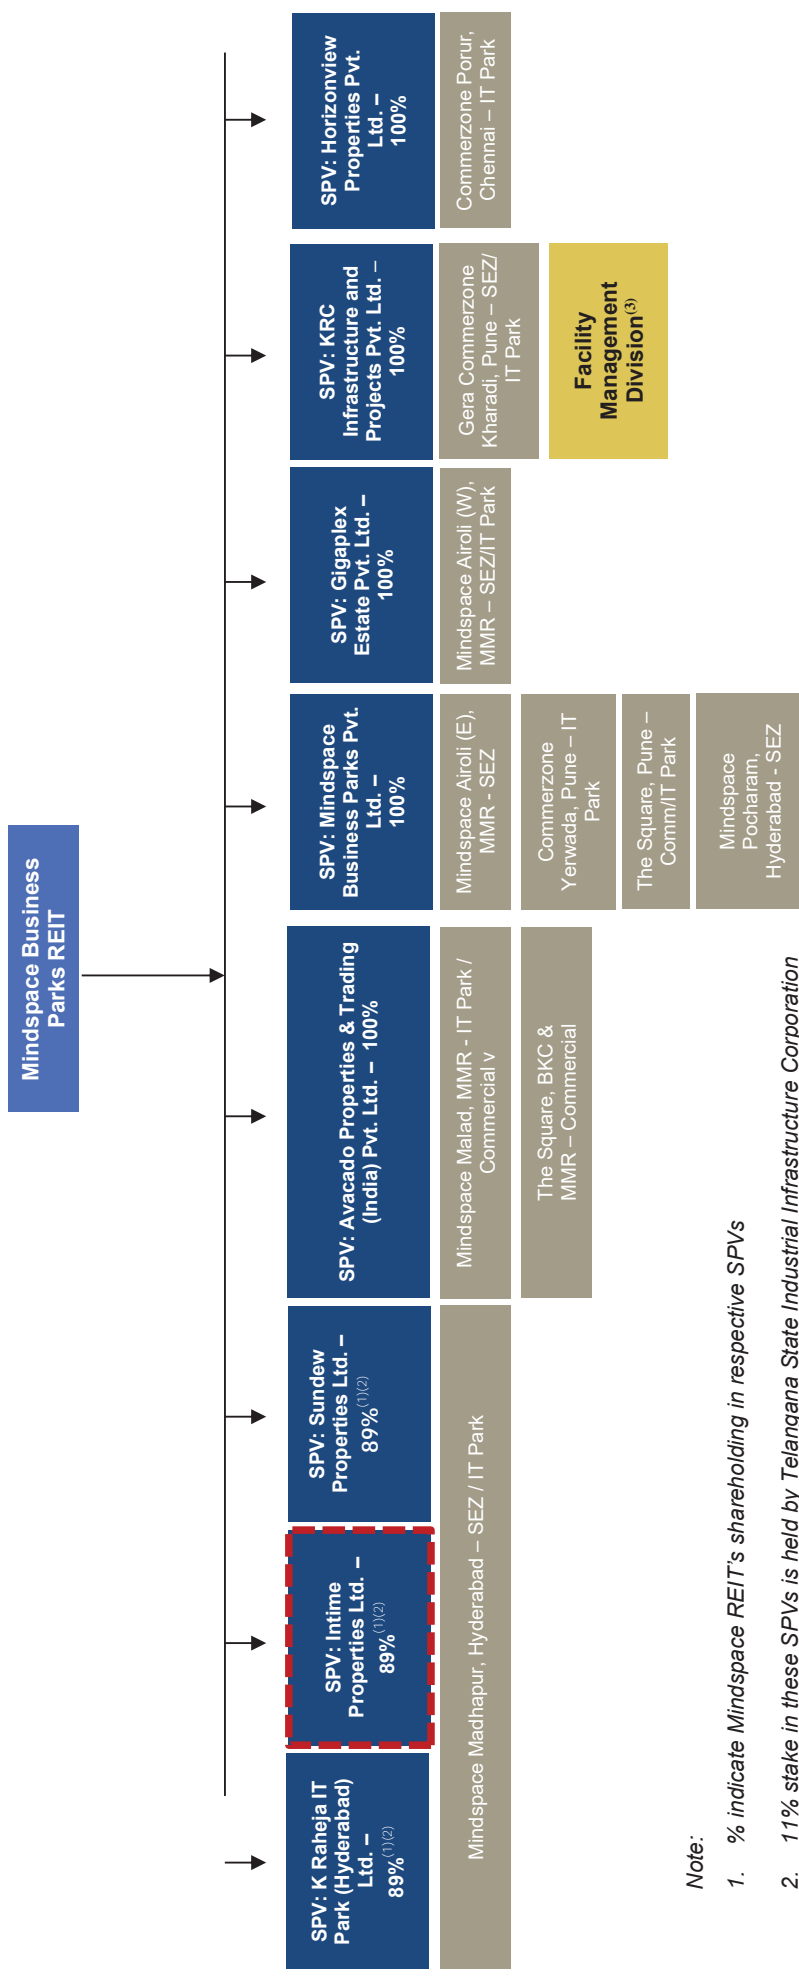 Mindspace Business
Parks REIT
SPV: K Raheja IT
Park (Hyderabad)
Ltd. –
89%(1)(2)
SPV: Intime
Properties Ltd. –
89%(1)(2)
SPV: Sundew
Properties Ltd. –
89%(1)(2)
SPV: Avacado Properties & Trading
(India) Pvt. Ltd. – 100%
SPV: Mindspace
Business Parks Pvt.
Ltd. –
100%
SPV: Gigaplex
Estate Pvt. Ltd. –
100%
SPV: KRC
Infrastructure and
Projects Pvt. Ltd. –
100%
SPV: Horizonview
Properties Pvt.
Ltd. –
100%
Mindspace Madhapur, Hyderabad – SEZ / IT Park
Mindspace Malad, MMR - IT Park /
Commercial v
The Square, BKC &
MMR – Commercial
Mindspace Airoli (E),
MMR - SEZ
Commerzone
Yerwada, Pune – IT
Park
The Square, Pune –
Comm/IT Park
Mindspace
Pocharam,
Hyderabad - SEZ
Mindspace Airoli (W),
MMR – SEZ/IT Park
Gera Commerzone
Kharadi, Pune – SEZ/
IT Park
Facility
Management
Division(3)
Commerzone Porur,
Chennai – IT Park
Note:
1. % indicate Mindspace REIT's shareholding in respective SPVs
2. 11% stake in these SPVs is held by Telangana State Industrial Infrastructure Corporation